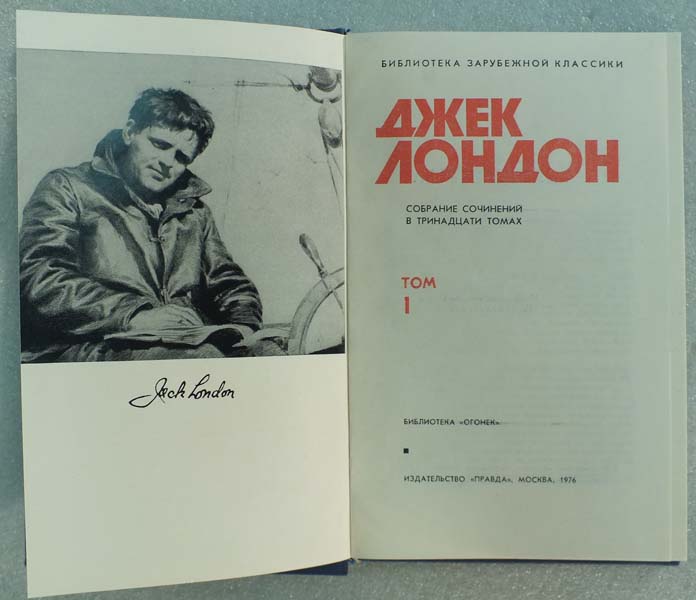 Jack London
БИБЛИОТЕКА ЗАРУБЕЖНОЙ КЛАССИКИ
ДЖЕК
ЛОНДОН
СОБРАНИЕ СОЧИНЕНИЙ
В ТРИНАДЦАТИ ТОМАХ
ТОМ
1
БИБЛИОТЕКА «ОГОНЕК»
ИЗДАТЕЛЬСТВО «ПРАВДА», МОСКВА, 1976